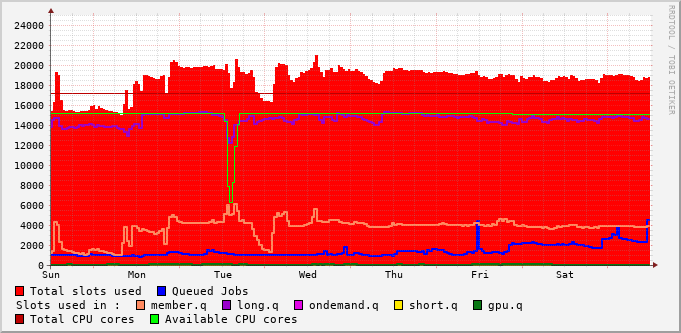 24000
22000
20000
18000
16000
14000
12000
10000
8000
6000
4000
2000
0
Sun Mon Tue Wed Thu Fri Sat
RRDTOOL / TOBI OETIKER
Total slots used Queued Jobs
Slots used in : member.q long.q ondemand.q short.q gpu.q
Total CPU cores Available CPU cores